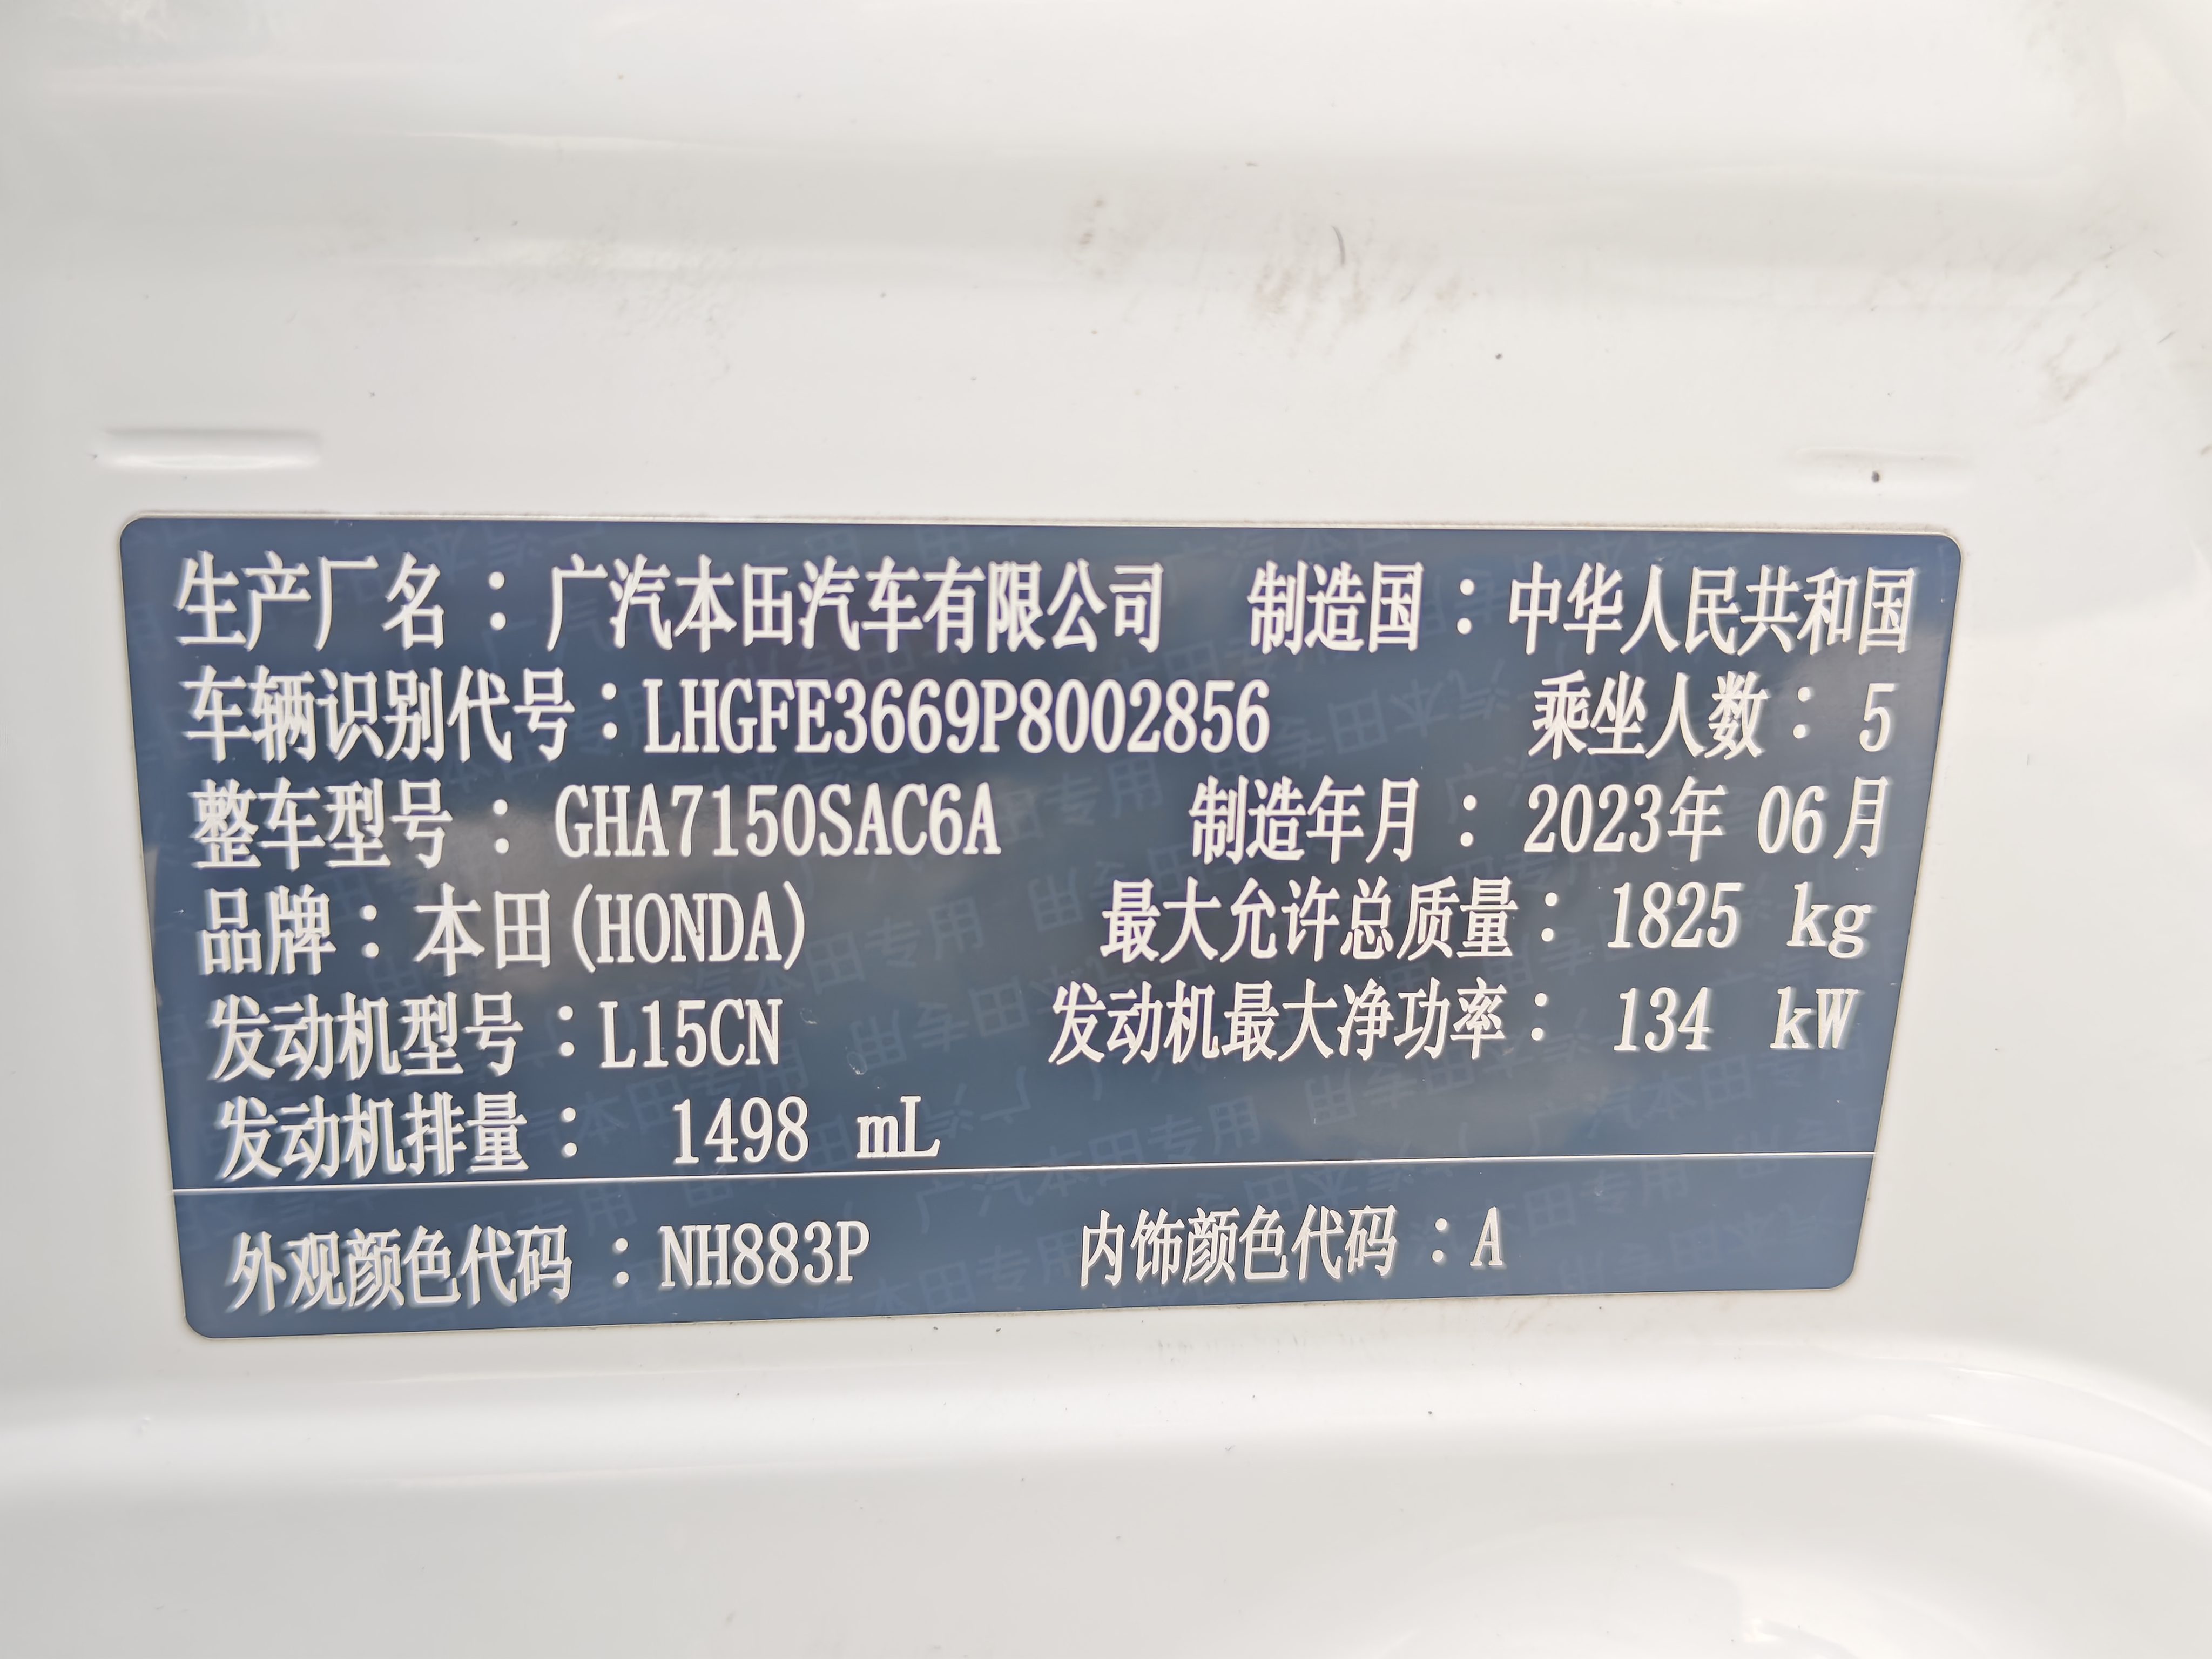 生产厂名：广汽本田汽车有限公司 制造国：中华人民共和国
车辆识别代号：LHGFE3669P8002856 乘坐人数：5
整车型号：GHA7150SAC6A 制造年月：2023年 06月
品牌：本田(HONDA) 最大允许总质量：1825 kg
发动机型号：L15CN 发动机最大净功率：134 kW
发动机排量：1498 mL
外观颜色代码：NH883P 内饰颜色代码：A